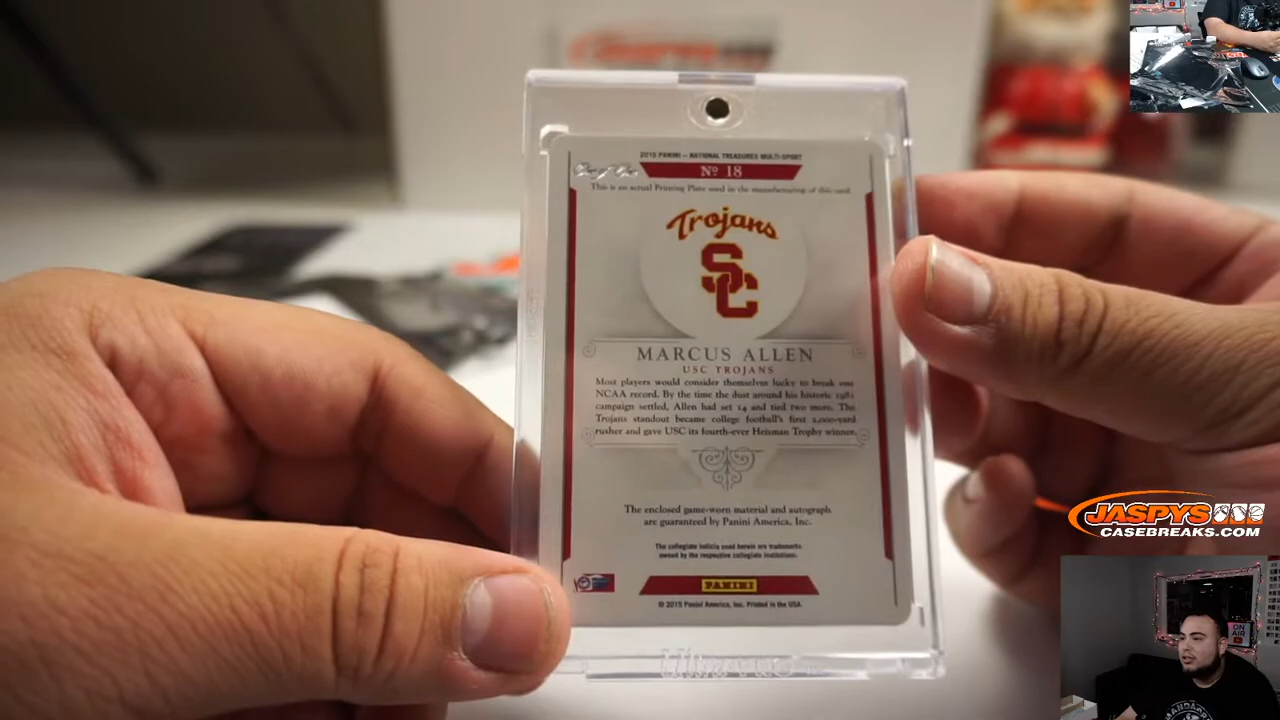 2015 PANINI – NATIONAL TREASURES MULTI-SPORT
One of One
Nº 18
This is an actual Printing Plate used in the manufacturing of this card
Trojans
SC
MARCUS ALLEN
USC TROJANS
Most players would consider themselves lucky to break one
NCAA record. By the time the dust around his historic 1981
campaign settled, Allen had set 14 and tied two more. The
Trojans standout became college football's first 2,000-yard
rusher and gave USC its fourth-ever Heisman Trophy winner.
The enclosed game-worn material and autograph
are guaranteed by Panini America, Inc.
The collegiate indicia used herein are trademarks
owned by the respective collegiate institutions.
PANINI
© 2015 Panini America, Inc. Printed in the USA
JASPYS
CASEBREAKS.COM
ON
AIR